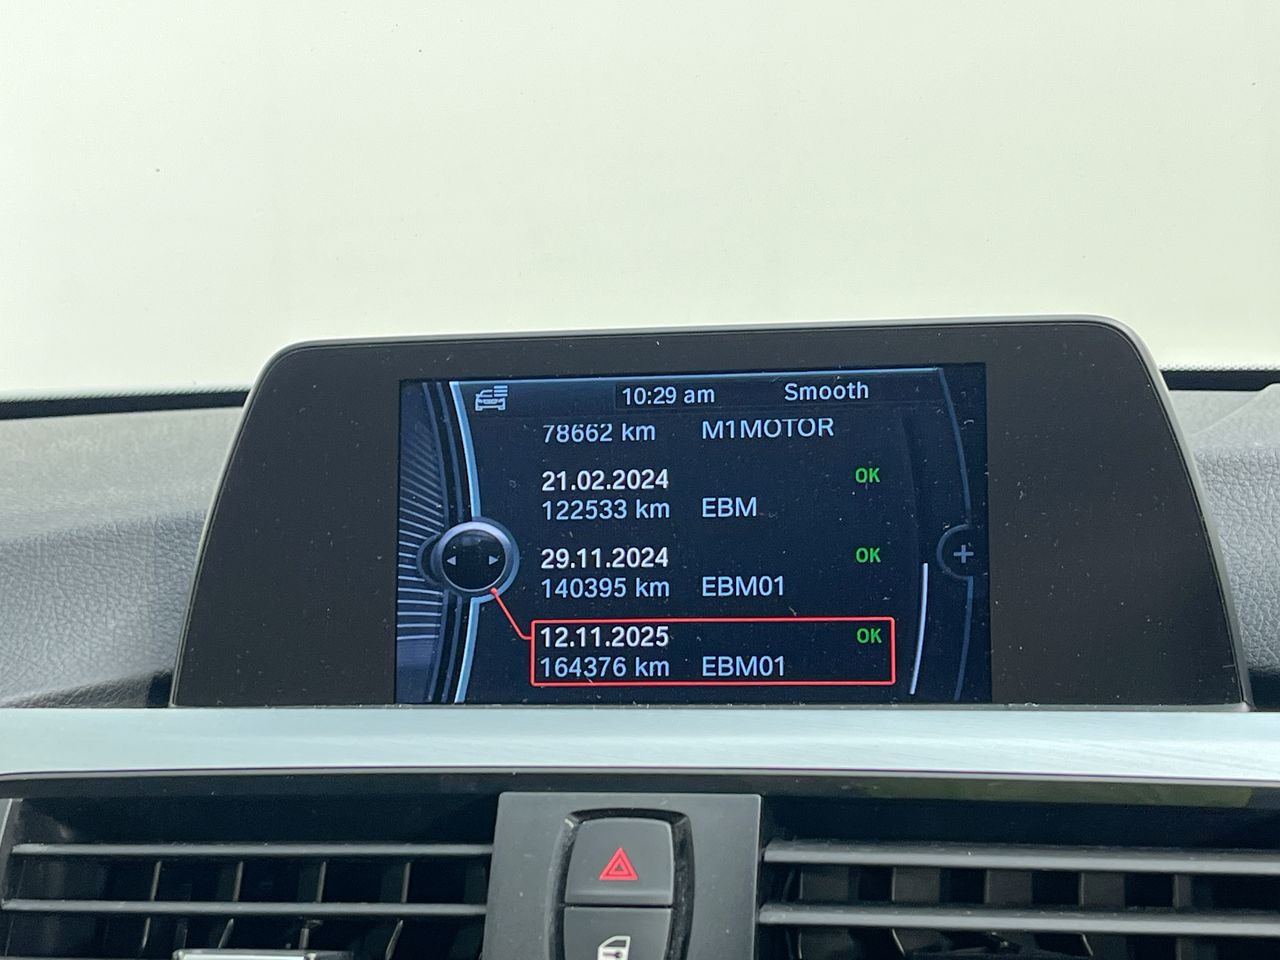 10:29 am Smooth
78662 km M1MOTOR
21.02.2024 OK
122533 km EBM
29.11.2024 OK
140395 km EBM01
12.11.2025 OK
164376 km EBM01